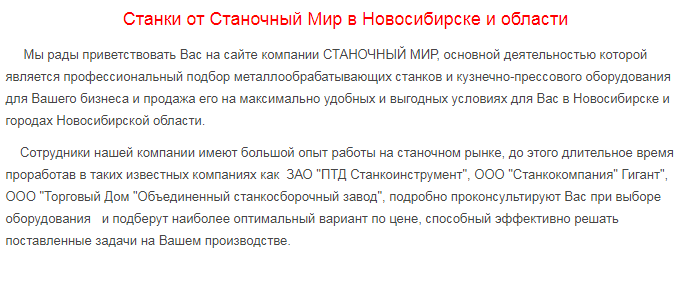 Станки от Станочный Мир в Новосибирске и области
Мы рады приветствовать Вас на сайте компании СТАНОЧНЫЙ МИР, основной деятельностью которой
является профессиональный подбор металлообрабатывающих станков и кузнечно-прессового оборудования
для Вашего бизнеса и продажа его на максимально удобных и выгодных условиях для Вас в Новосибирске и
городах Новосибирской области.
Сотрудники нашей компании имеют большой опыт работы на станочном рынке, до этого длительное время
проработав в таких известных компаниях как ЗАО "ПТД Станкоинструмент", ООО "Станкокомпания" Гигант",
ООО "Торговый Дом "Объединенный станкосборочный завод", подробно проконсультируют Вас при выборе
оборудования и подберут наиболее оптимальный вариант по цене, способный эффективно решать
поставленные задачи на Вашем производстве.